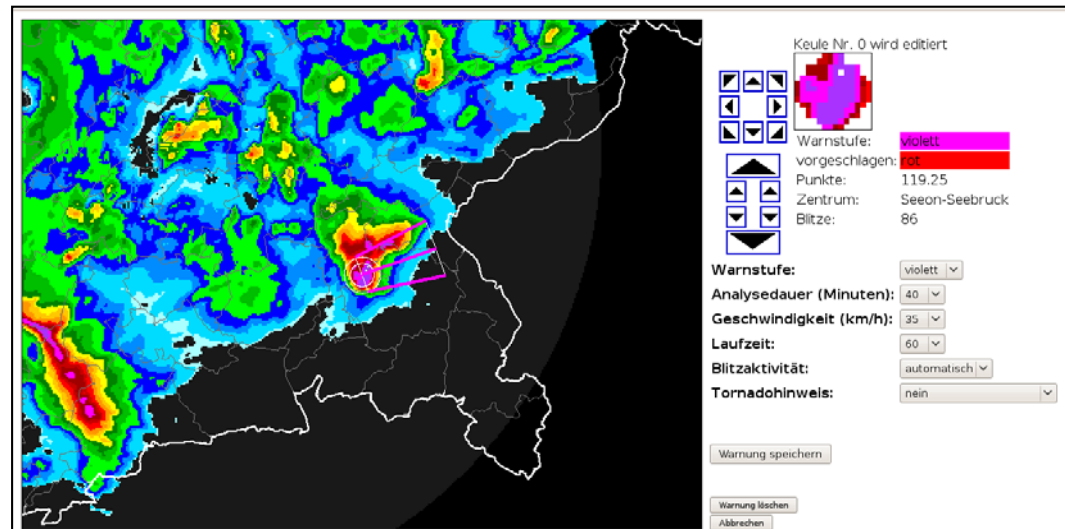 Keule Nr. 0 wird editiert
Warnstufe: violett
vorgeschlagen: rot
Punkte: 119.25
Zentrum: Seeon-Seebruck
Blitze: 86
Warnstufe: violett
Analysedauer (Minuten): 40
Geschwindigkeit (km/h): 35
Laufzeit: 60
Blitzaktivität: automatisch
Tornadohinweis: nein
Warnung speichern
Warnung löschen
Abbrechen